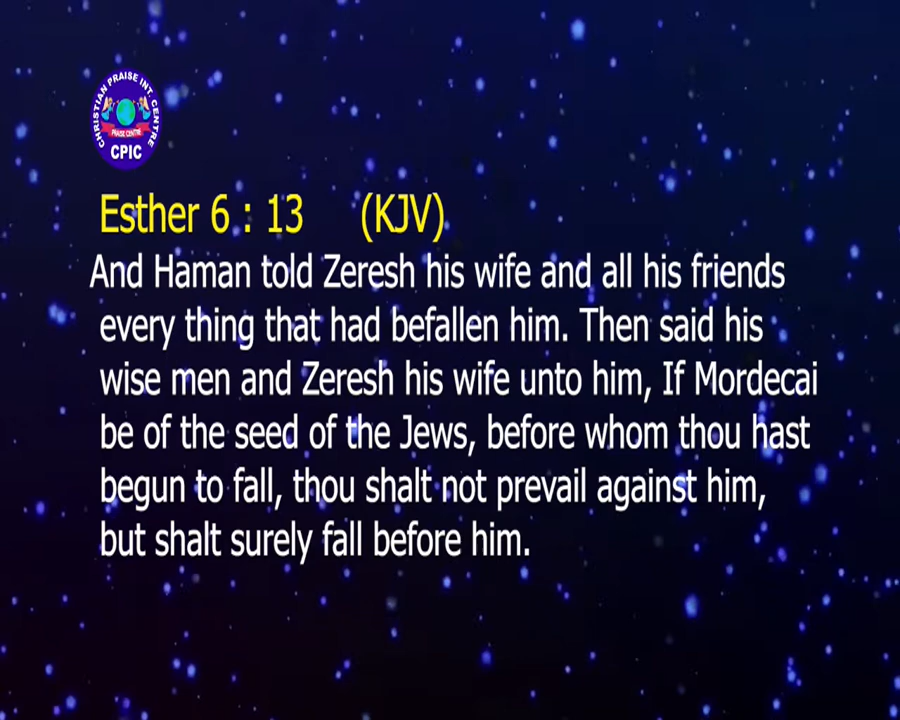 CHRISTIAN PRAISE INT. CENTRE
PRAISE CENTRE
CPIC
Esther 6 : 13 (KJV)
And Haman told Zeresh his wife and all his friends
every thing that had befallen him. Then said his
wise men and Zeresh his wife unto him, If Mordecai
be of the seed of the Jews, before whom thou hast
begun to fall, thou shalt not prevail against him,
but shalt surely fall before him.